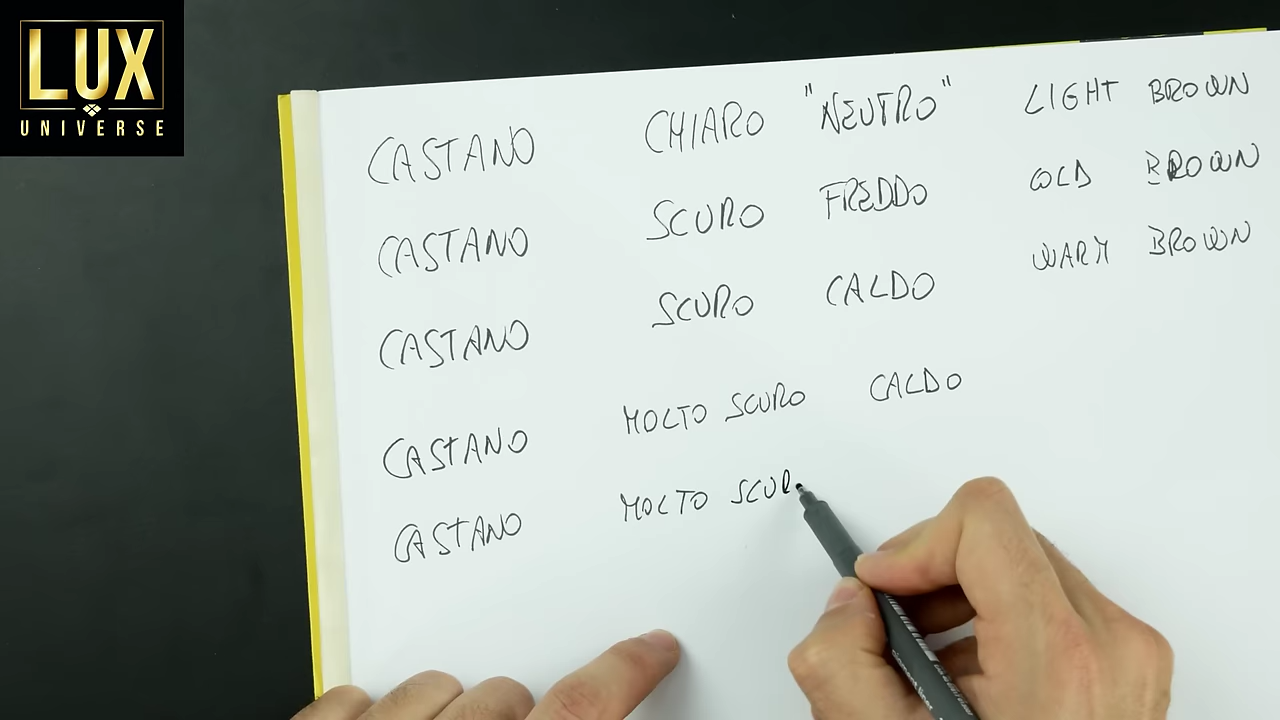 LUX
UNIVERSE
CASTANO CHIARO "NEUTRO" LIGHT BROWN
CASTANO SCURO FREDDO COLD BROWN
CASTANO SCURO CALDO WARM BROWN
CASTANO MOLTO SCURO CALDO
CASTANO MOLTO SCUR